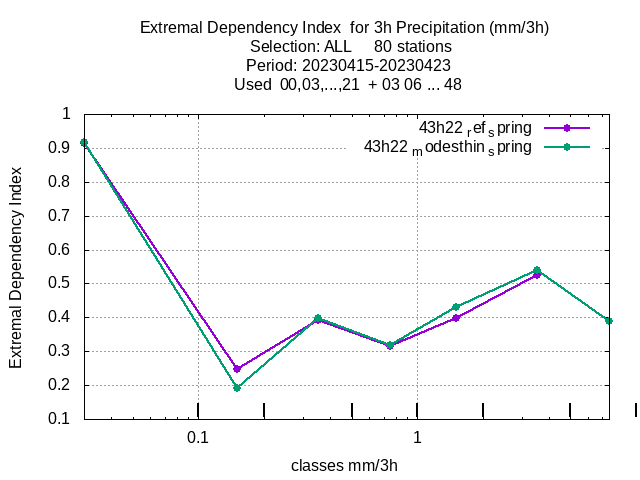 Extremal Dependency Index  for 3h Precipitation (mm/3h)
Selection: ALL     80 stations
Period: 20230415-20230423
Used  00,03,...,21  + 03 06 ... 48
43h22 ref spring
43h22 modesthin spring
Extremal Dependency Index
1
0.9
0.8
0.7
0.6
0.5
0.4
0.3
0.2
0.1
0.1 1
classes mm/3h